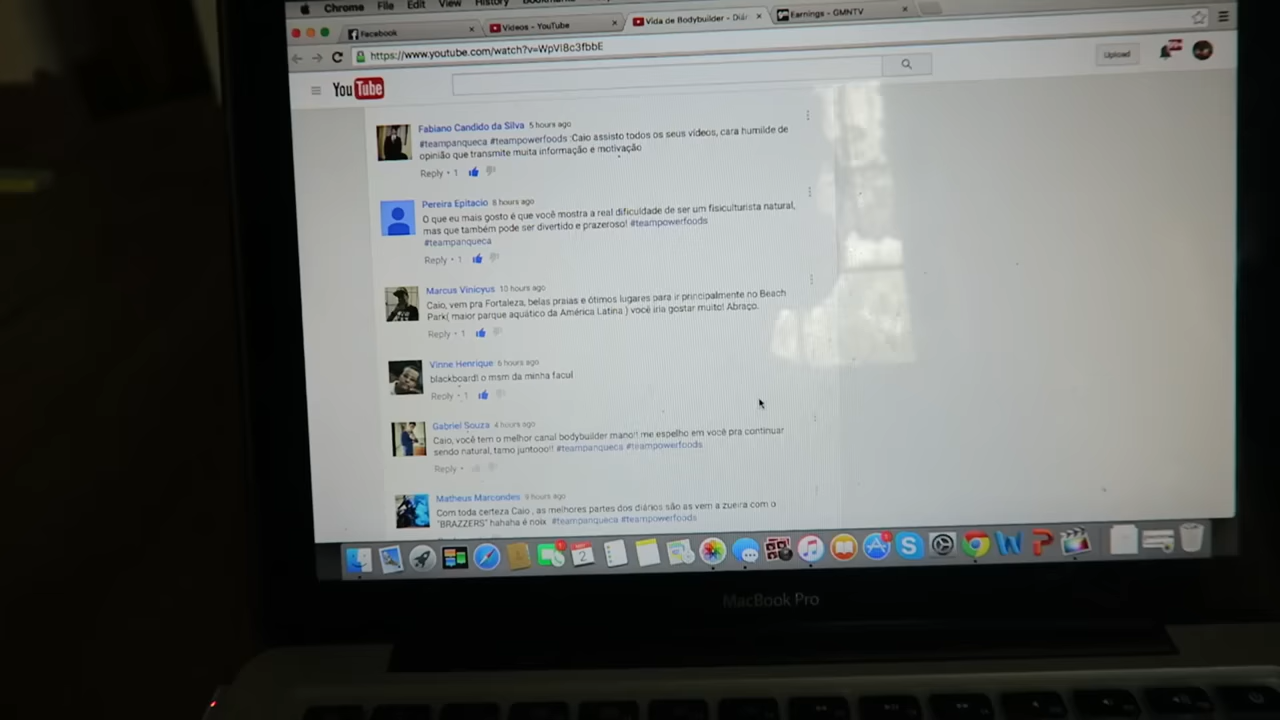 Chrome File Edit View History
Facebook × Videos - YouTube × Vida de Bodybuilder - Diár × Earnings - GMNTV ×
https://www.youtube.com/watch?v=WpVl8c3fbbE
YouTube Upload
Fabiano Candido da Silva 5 hours ago
#teampanqueca #teampowerfoods :Caio assisto todos os seus vídeos, cara humilde de
opinião que transmite muita informação e motivação
Reply • 1
Pereira Epitacio 8 hours ago
O que eu mais gosto é que você mostra a real dificuldade de ser um fisiculturista natural,
mas que também pode ser divertido e prazeroso! #teampowerfoods
#teampanqueca
Reply • 1
Marcus Vinicyus 10 hours ago
Caio, vem pra Fortaleza, belas praias e ótimos lugares para ir principalmente no Beach
Park( maior parque aquático da América Latina ) você iria gostar muito! Abraço.
Reply • 1
Vinne Henrique 6 hours ago
blackboard! o msm da minha facul
Reply • 1
Gabriel Souza 4 hours ago
Caio, você tem o melhor canal bodybuilder mano!! me espelho em você pra continuar
sendo natural, tamo juntooo!! #teampanqueca #teampowerfoods
Reply •
Matheus Marcondes 9 hours ago
Com toda certeza Caio , as melhores partes dos diários são as vem a zueira com o
"BRAZZERS" hahaha é noix #teampanqueca #teampowerfoods
2
MacBook Pro